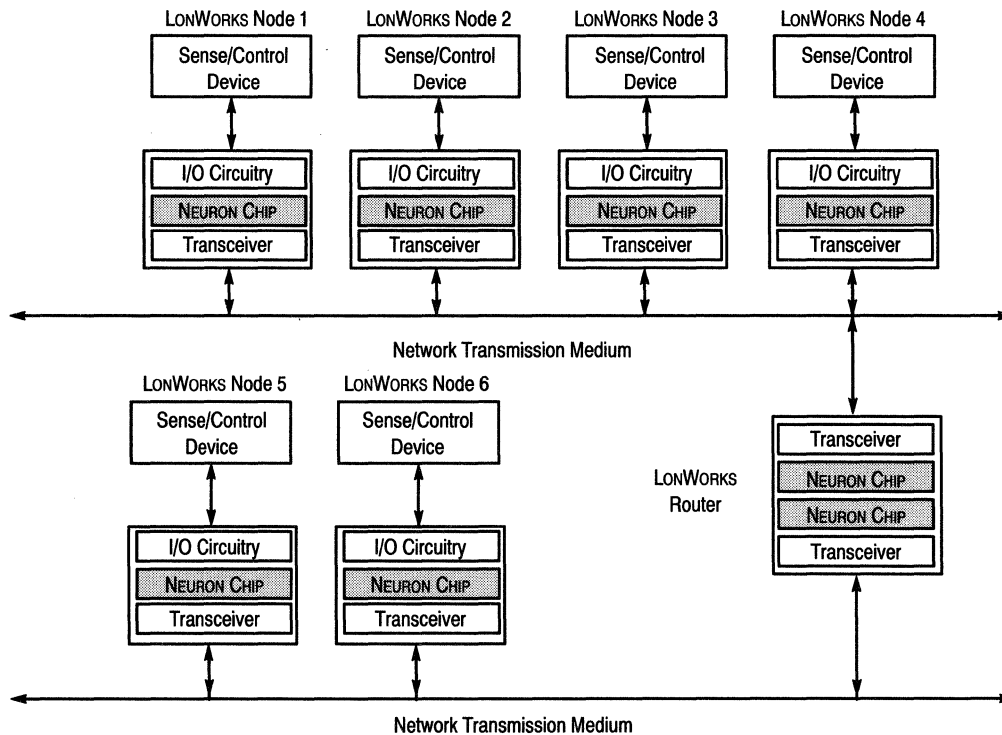 LONWORKS Node 1
LONWORKS Node 2
LONWORKS Node 3
LONWORKS Node 4
Sense/Control
Device
Sense/Control
Device
Sense/Control
Device
Sense/Control
Device
I/O Circuitry
NEURON CHIP
Transceiver
I/O Circuitry
NEURON CHIP
Transceiver
I/O Circuitry
NEURON CHIP
Transceiver
I/O Circuitry
NEURON CHIP
Transceiver
Network Transmission Medium
LONWORKS Node 5
LONWORKS Node 6
Sense/Control
Device
Sense/Control
Device
I/O Circuitry
NEURON CHIP
Transceiver
I/O Circuitry
NEURON CHIP
Transceiver
LONWORKS
Router
Transceiver
NEURON CHIP
NEURON CHIP
Transceiver
Network Transmission Medium